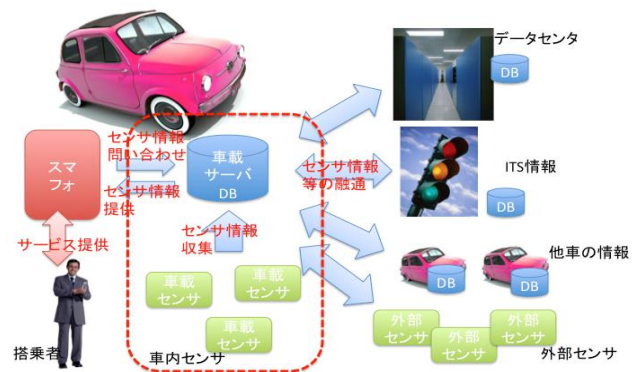 データセンタ
DB
センサ情報
問い合わせ
スマ
フォ
車載
サーバ
DB
センサ情報
提供
センサ情報
等の融通
ITS情報
DB
サービス提供
センサ情報
収集
他車の情報
DB
DB
車載
センサ
車載
センサ
車載
センサ
外部
センサ
外部
センサ
外部
センサ
搭乗者
車内センサ
外部センサ